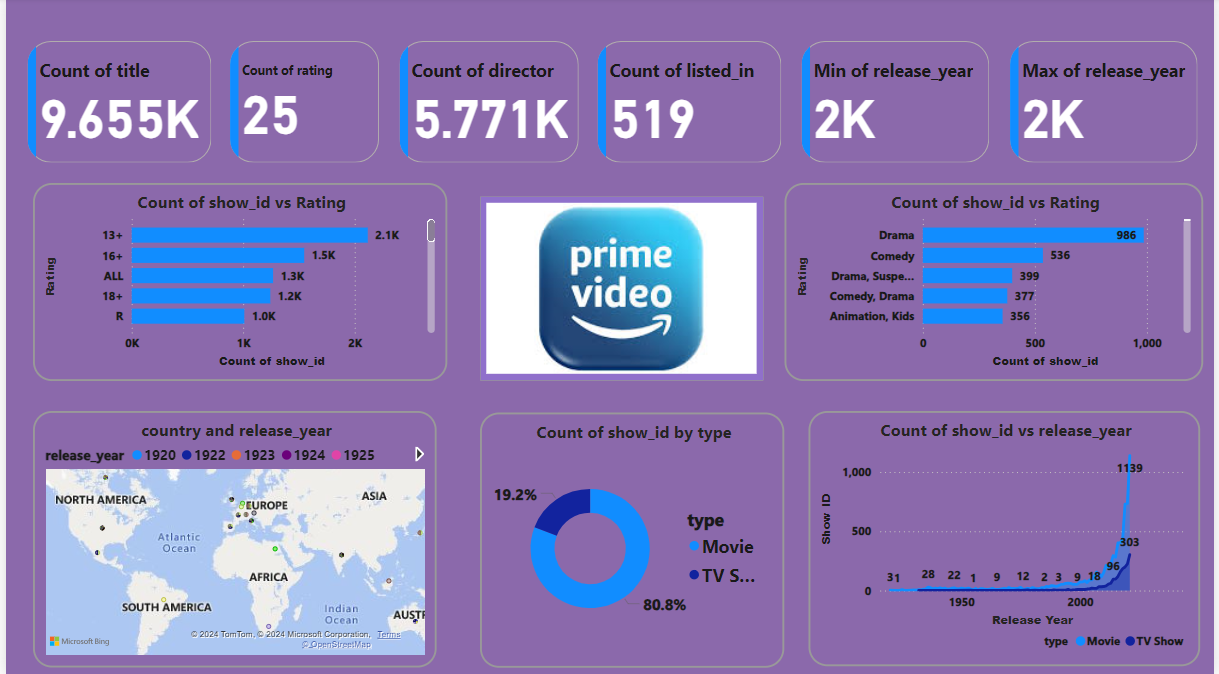 Count of title
9.655K
Count of rating
25
Count of director
5.771K
Count of listed_in
519
Min of release_year
2K
Max of release_year
2K
Count of show_id vs Rating
Rating
13+ 2.1K
16+ 1.5K
ALL 1.3K
18+ 1.2K
R 1.0K
0K 1K 2K
Count of show_id
prime
video
Count of show_id vs Rating
Rating
Drama 986
Comedy 536
Drama, Suspe... 399
Comedy, Drama 377
Animation, Kids 356
0 500 1,000
Count of show_id
country and release_year
release_year 1920 1922 1923 1924 1925
NORTH AMERICA
EUROPE
ASIA
Atlantic
Ocean
AFRICA
SOUTH AMERICA
Indian
Ocean
AUSTR
Microsoft Bing
© 2024 TomTom, © 2024 Microsoft Corporation, Terms
© OpenStreetMap
Count of show_id by type
19.2%
80.8%
type
Movie
TV S...
Count of show_id vs release_year
Show ID
1,000
500
0
1139
303
96
31 28 22 1 9 12 2 3 9 18
1950 2000
Release Year
type Movie TV Show